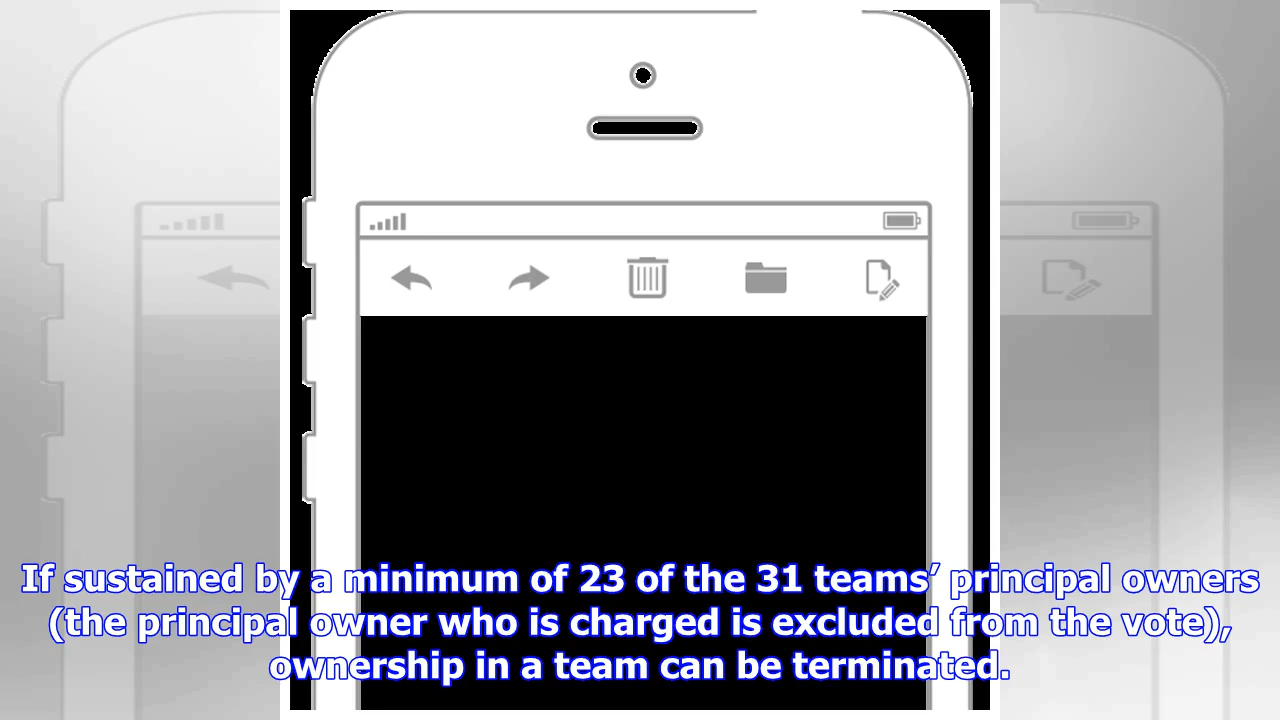 If sustained by a minimum of 23 of the 31 teams’ principal owners
(the principal owner who is charged is excluded from the vote),
ownership in a team can be terminated.